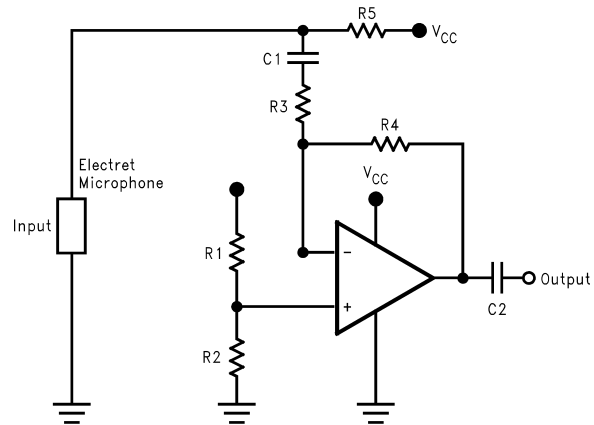 R5
VCC
C1
R3
R4
Electret
Microphone
VCC
Input
R1
−
+
Output
C2
R2